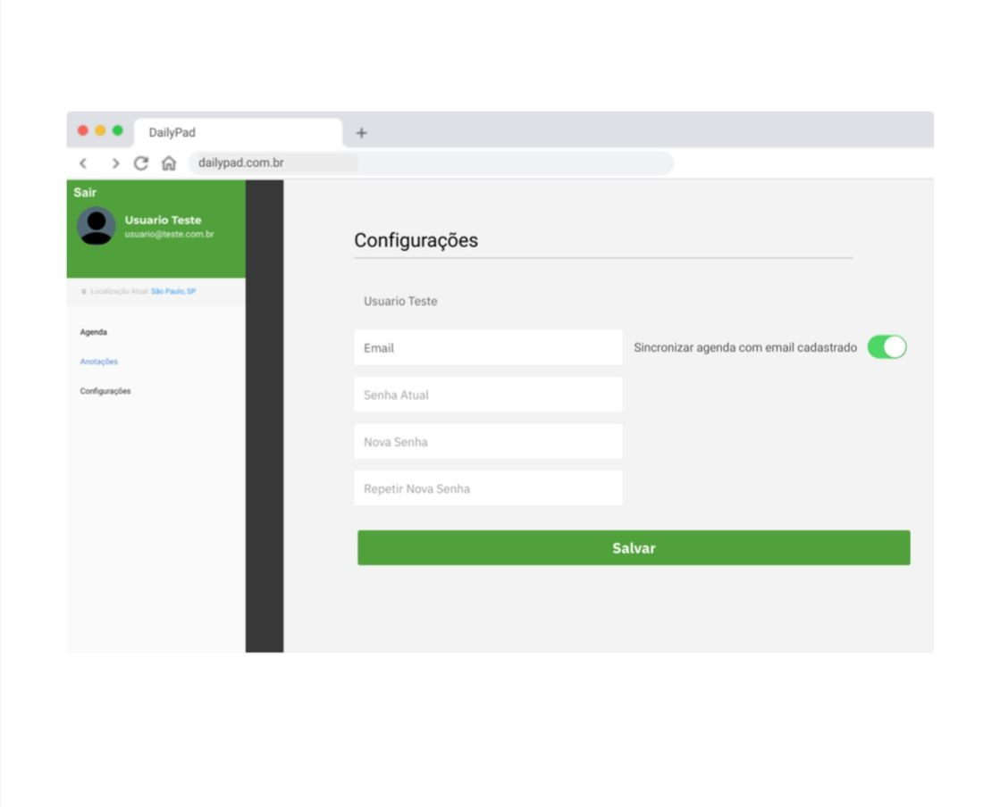 DailyPad
dailypad.com.br
Sair
Usuario Teste
usuario@teste.com.br
Localização Atual: São Paulo, SP
Agenda
Anotações
Configurações
Configurações
Usuario Teste
Email
Sincronizar agenda com email cadastrado
Senha Atual
Nova Senha
Repetir Nova Senha
Salvar